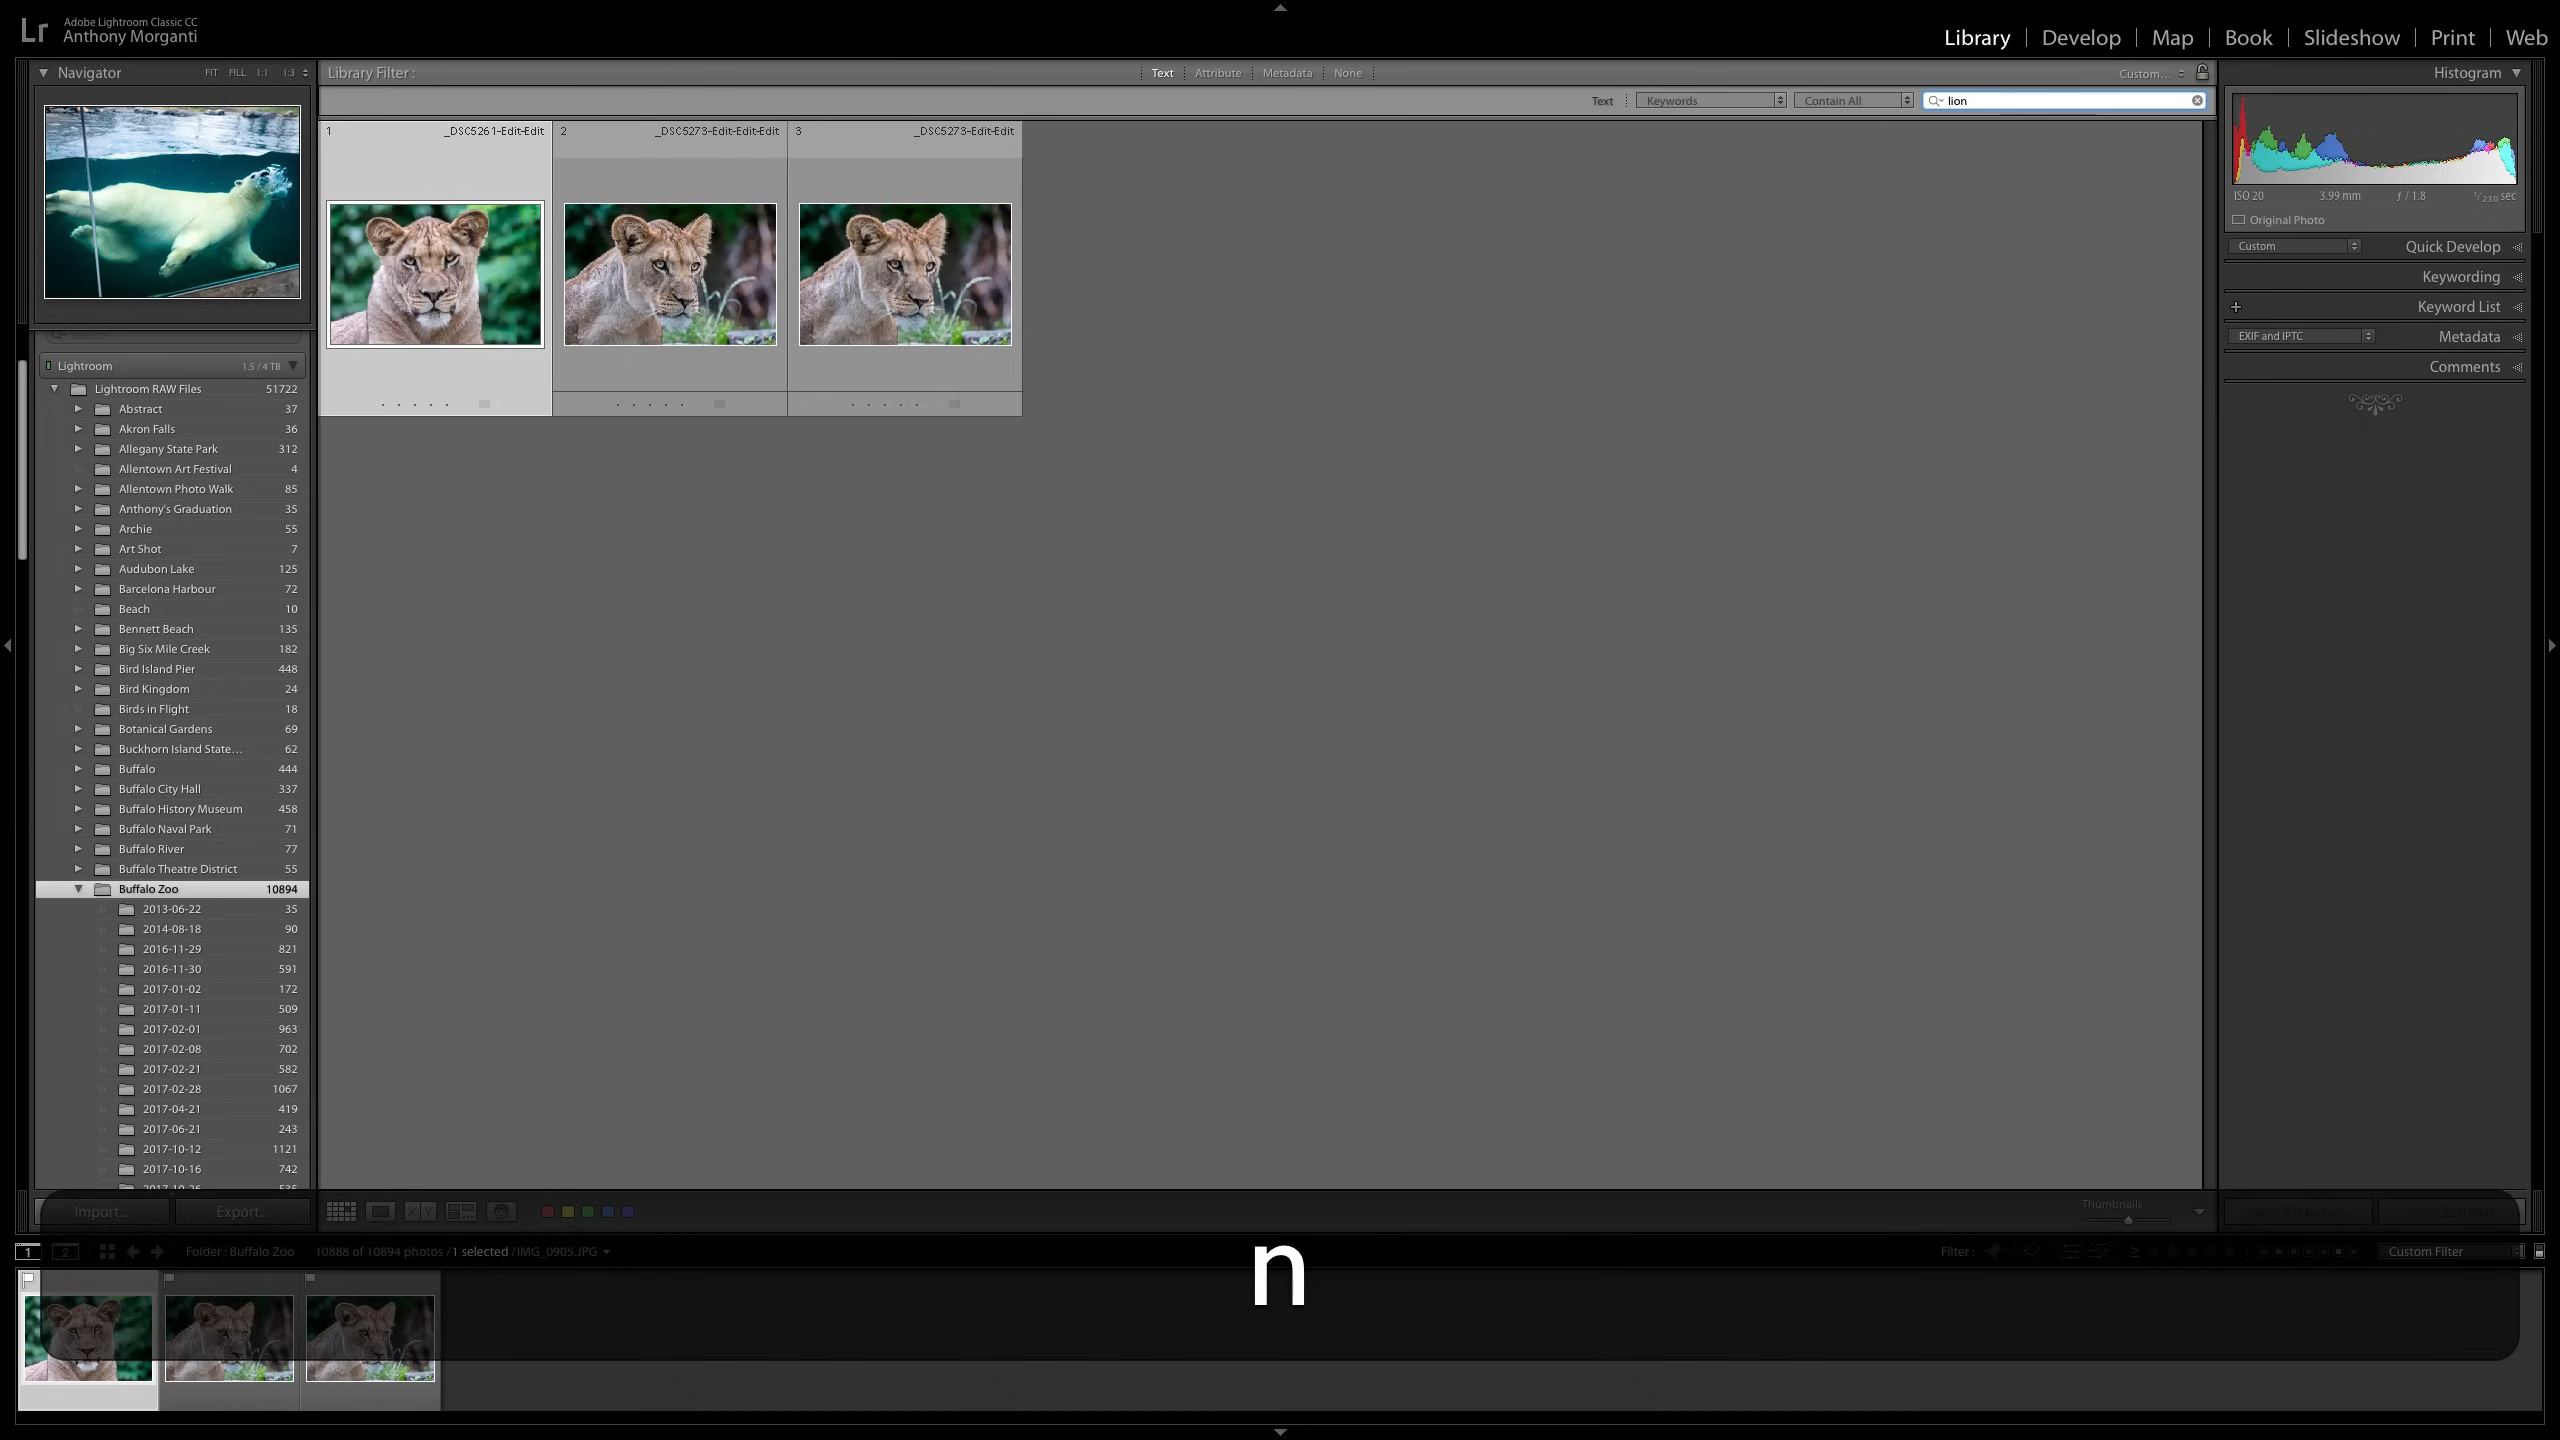 Lr
Adobe Lightroom Classic CC
Anthony Morganti
Library | Develop | Map | Book | Slideshow | Print | Web
Navigator FIT FILL 1:1 1:3
Library Filter : Text Attribute Metadata None Custom...
Text Keywords Contain All lion
1 _DSC5261-Edit-Edit
2 _DSC5273-Edit-Edit-Edit
3 _DSC5273-Edit-Edit
Lightroom 1.5 / 4 TB
Lightroom RAW Files 51722
Abstract 37
Akron Falls 36
Allegany State Park 312
Allentown Art Festival 4
Allentown Photo Walk 85
Anthony's Graduation 35
Archie 55
Art Shot 7
Audubon Lake 125
Barcelona Harbour 72
Beach 10
Bennett Beach 135
Big Six Mile Creek 182
Bird Island Pier 448
Bird Kingdom 24
Birds in Flight 18
Botanical Gardens 69
Buckhorn Island State... 62
Buffalo 444
Buffalo City Hall 337
Buffalo History Museum 458
Buffalo Naval Park 71
Buffalo River 77
Buffalo Theatre District 55
Buffalo Zoo 10894
2013-06-22 35
2014-08-18 90
2016-11-29 821
2016-11-30 591
2017-01-02 172
2017-01-11 509
2017-02-01 963
2017-02-08 702
2017-02-21 582
2017-02-28 1067
2017-04-21 419
2017-06-21 243
2017-10-12 1121
2017-10-16 742
Histogram
ISO 20 3.99 mm ƒ / 1.8 1/230 sec
Original Photo
Custom Quick Develop
Keywording
Keyword List
EXIF and IPTC Metadata
Comments
Import... Export... Thumbnails
1 2 Folder : Buffalo Zoo 10888 of 10894 photos / 1 selected / IMG_0905.JPG Filter : Custom Filter
n